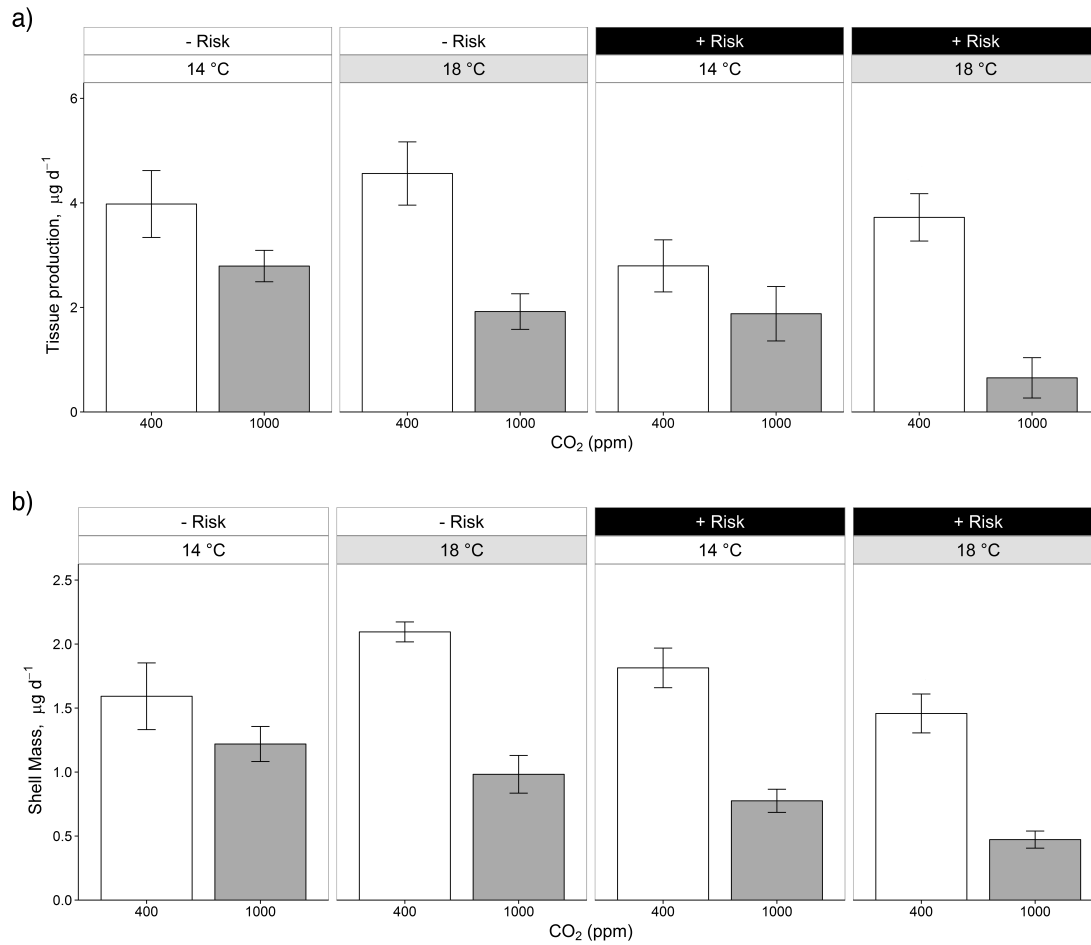 a)
- Risk
- Risk
+ Risk
+ Risk
14 °C
18 °C
14 °C
18 °C
Tissue production, μg d⁻¹
6
4
2
0
400
1000
400
1000
400
1000
400
1000
CO₂ (ppm)
b)
- Risk
- Risk
+ Risk
+ Risk
14 °C
18 °C
14 °C
18 °C
Shell Mass, μg d⁻¹
2.5
2.0
1.5
1.0
0.5
0.0
400
1000
400
1000
400
1000
400
1000
CO₂ (ppm)